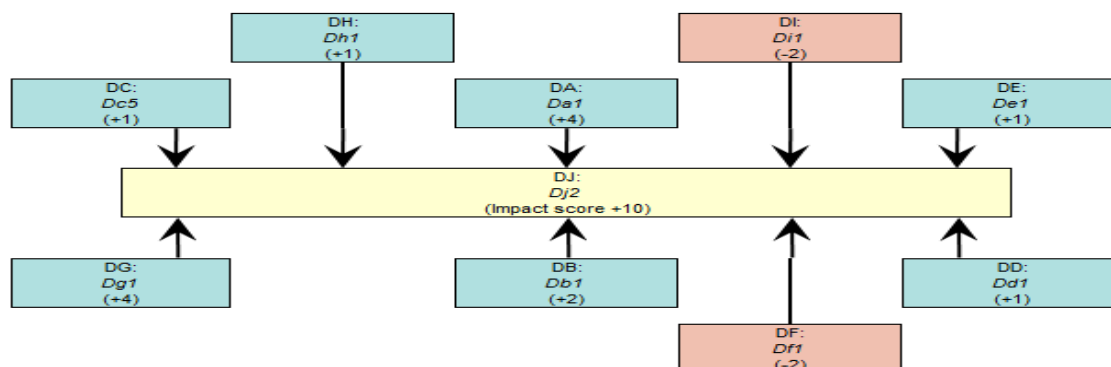 DH:
Dh1
(+1)
DI:
Di1
(-2)
DC:
Dc5
(+1)
DA:
Da1
(+4)
DE:
De1
(+1)
DJ:
Dj2
(Impact score +10)
DG:
Dg1
(+4)
DB:
Db1
(+2)
DD:
Dd1
(+1)
DF:
Df1
(-2)